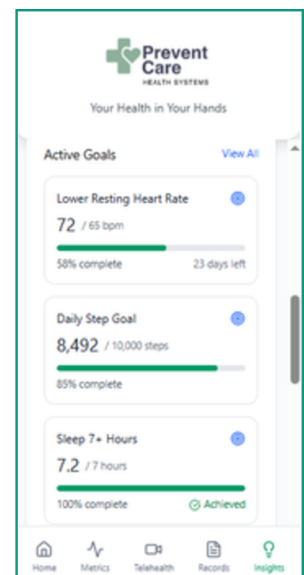 Prevent
Care
HEALTH SYSTEMS
Your Health in Your Hands
Active Goals View All
Lower Resting Heart Rate
72 / 65 bpm
58% complete 23 days left
Daily Step Goal
8,492 / 10,000 steps
85% complete
Sleep 7+ Hours
7.2 / 7 hours
100% complete Achieved
Home Metrics Telehealth Records Insights